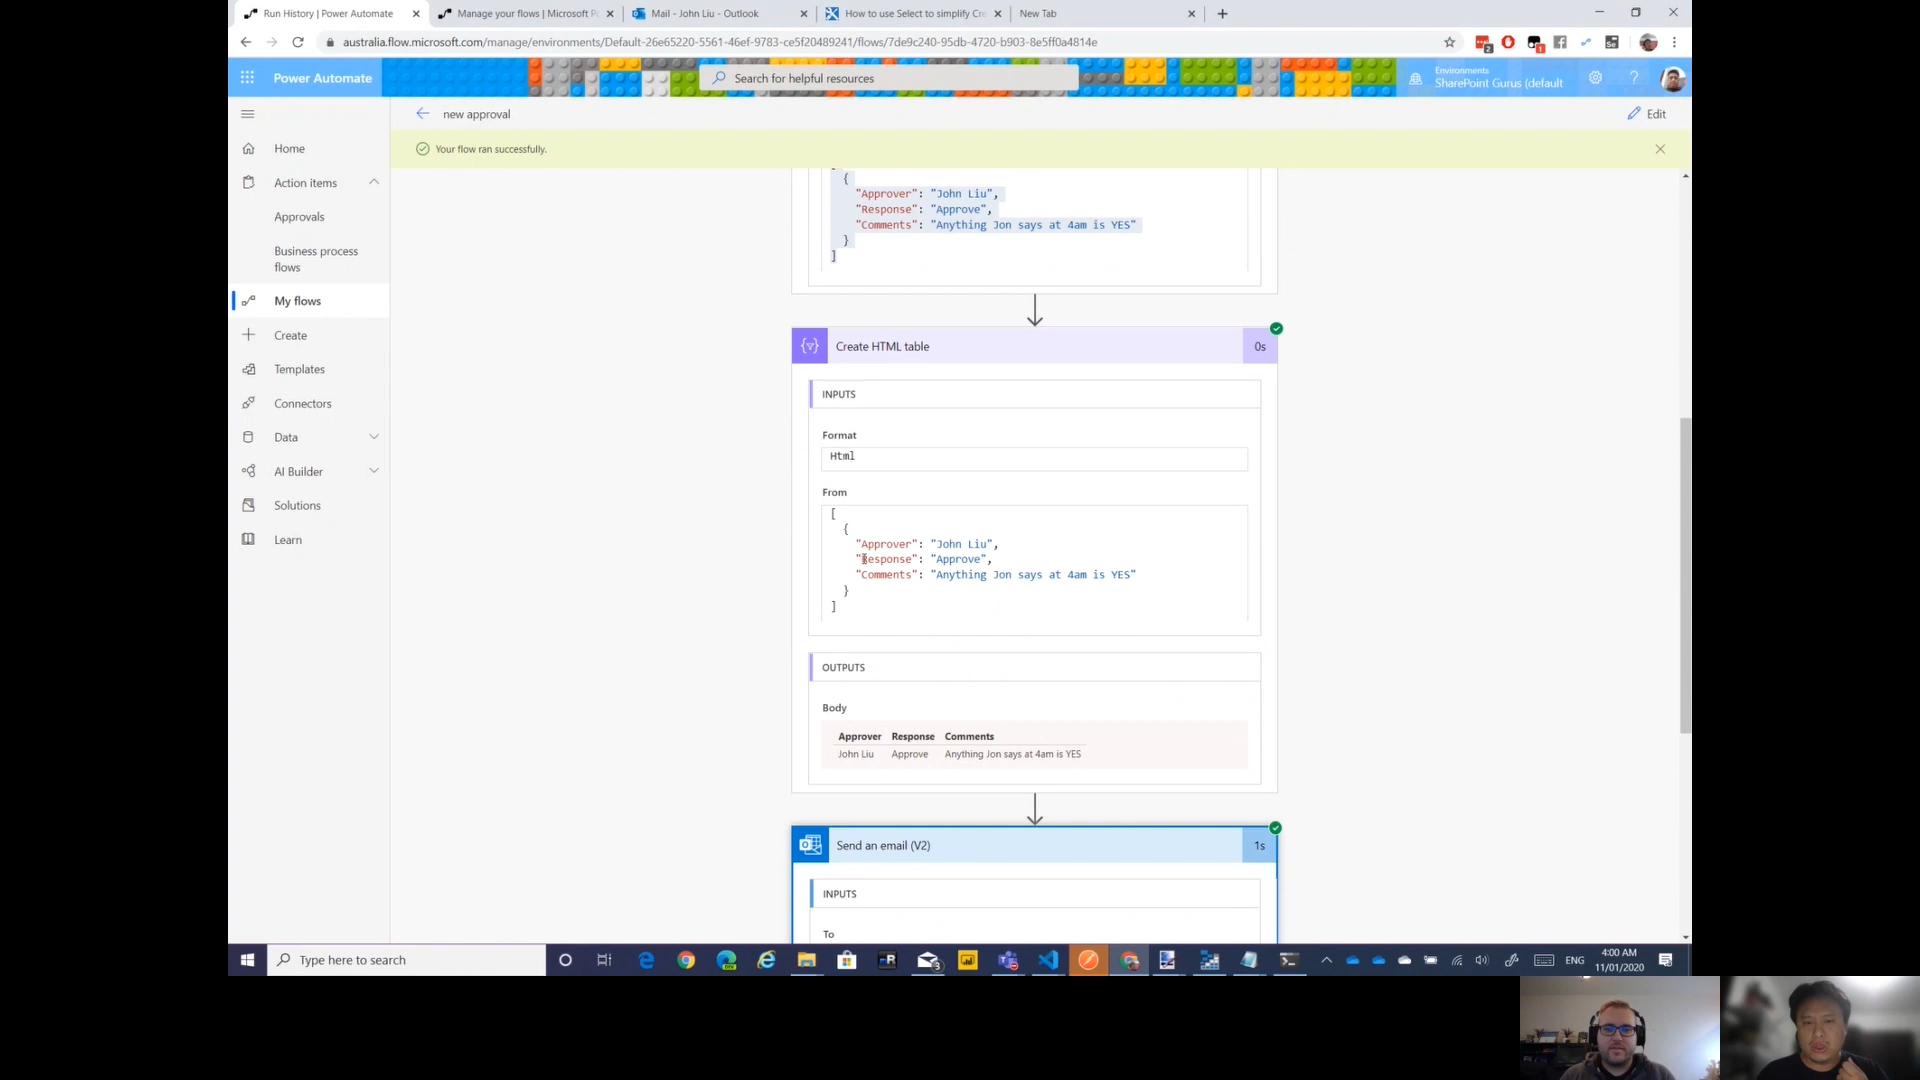 Run History | Power Automate
Manage your flows | Microsoft Po
Mail - John Liu - Outlook
How to use Select to simplify Cre
New Tab
australia.flow.microsoft.com/manage/environments/Default-26e65220-5561-46ef-9783-ce5f20489241/flows/7de9c240-95db-4720-b903-8e5ff0a4814e
Power Automate
Search for helpful resources
Environments
SharePoint Gurus (default
new approval
Edit
Your flow ran successfully.
Home
Action items
Approvals
Business process
flows
My flows
Create
Templates
Connectors
Data
AI Builder
Solutions
Learn
{
"Approver": "John Liu",
"Response": "Approve",
"Comments": "Anything Jon says at 4am is YES"
}
]
Create HTML table
0s
INPUTS
Format
Html
From
[
{
"Approver": "John Liu",
"Response": "Approve",
"Comments": "Anything Jon says at 4am is YES"
}
]
OUTPUTS
Body
Approver Response Comments
John Liu Approve Anything Jon says at 4am is YES
Send an email (V2)
1s
INPUTS
To
Type here to search
ENG
4:00 AM
11/01/2020